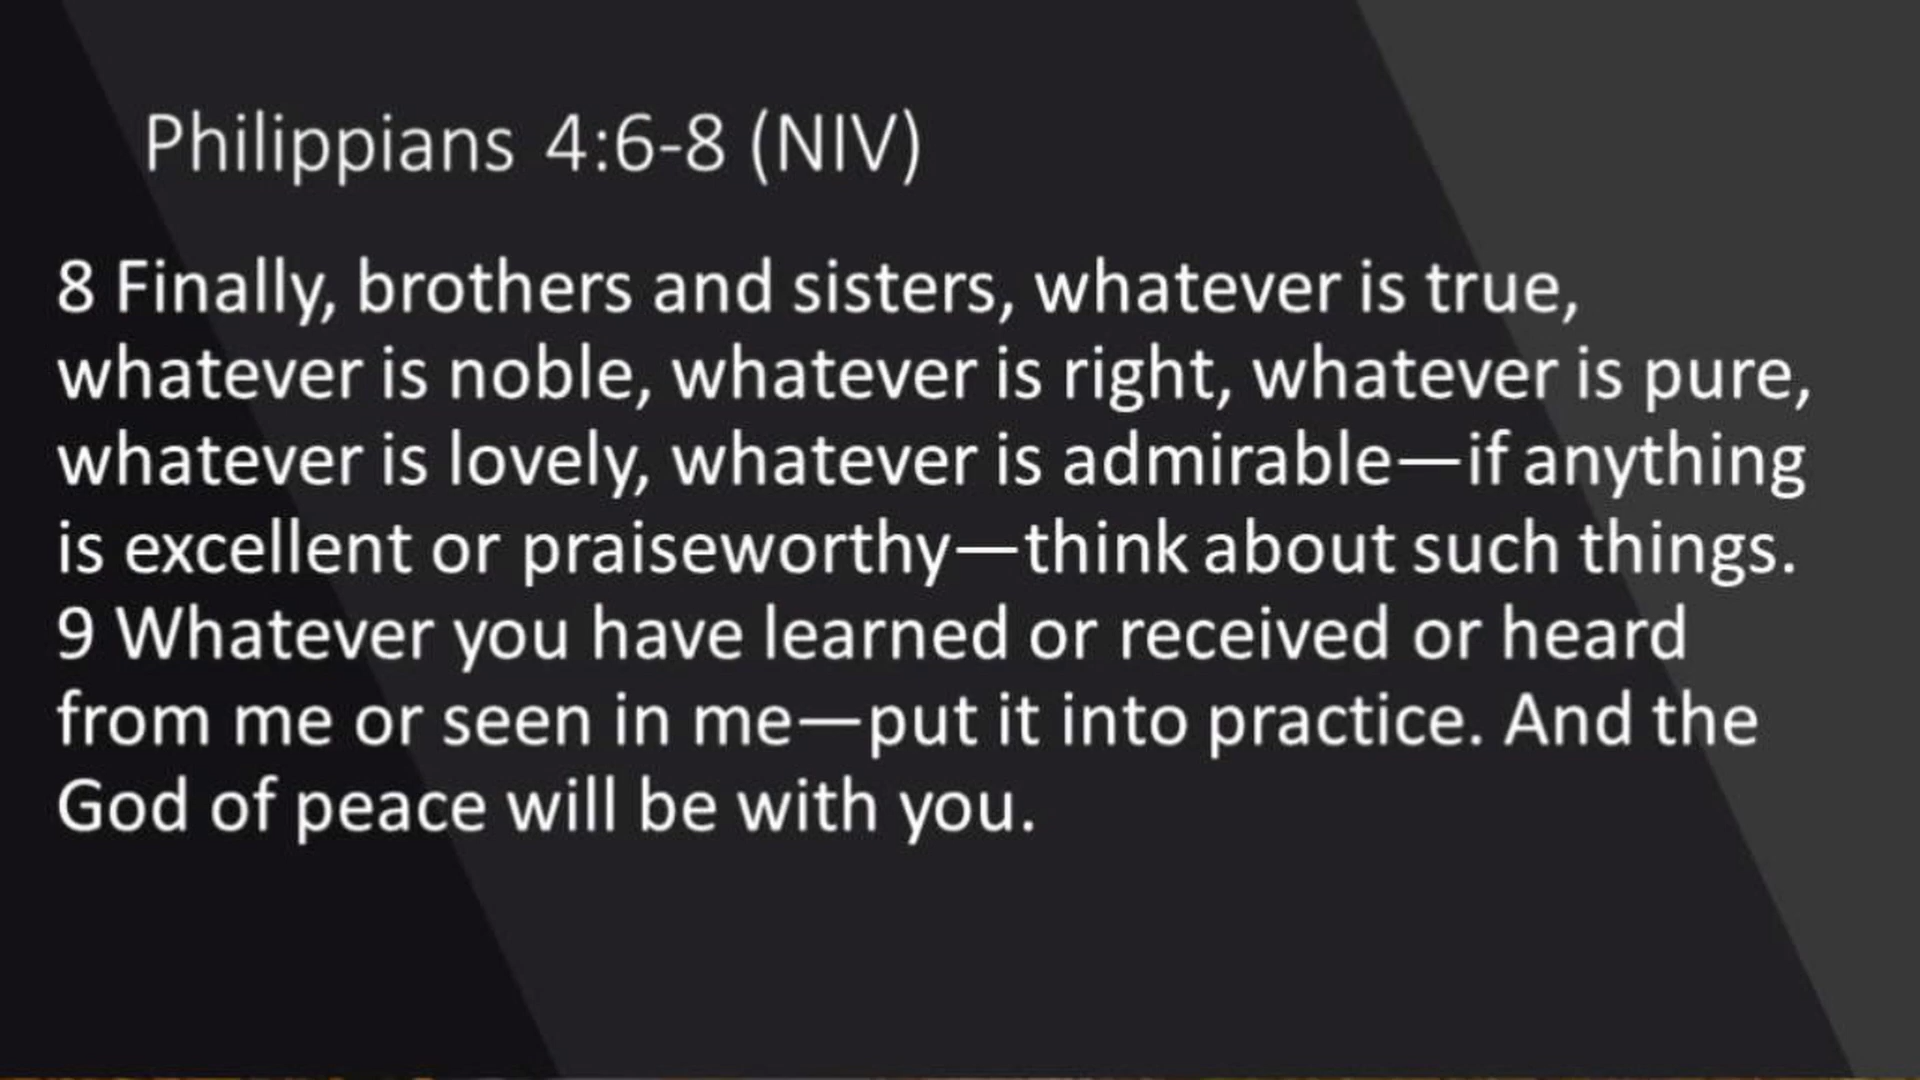 Philippians 4:6-8 (NIV)
8 Finally, brothers and sisters, whatever is true,
whatever is noble, whatever is right, whatever is pure,
whatever is lovely, whatever is admirable—if anything
is excellent or praiseworthy—think about such things.
9 Whatever you have learned or received or heard
from me or seen in me—put it into practice. And the
God of peace will be with you.